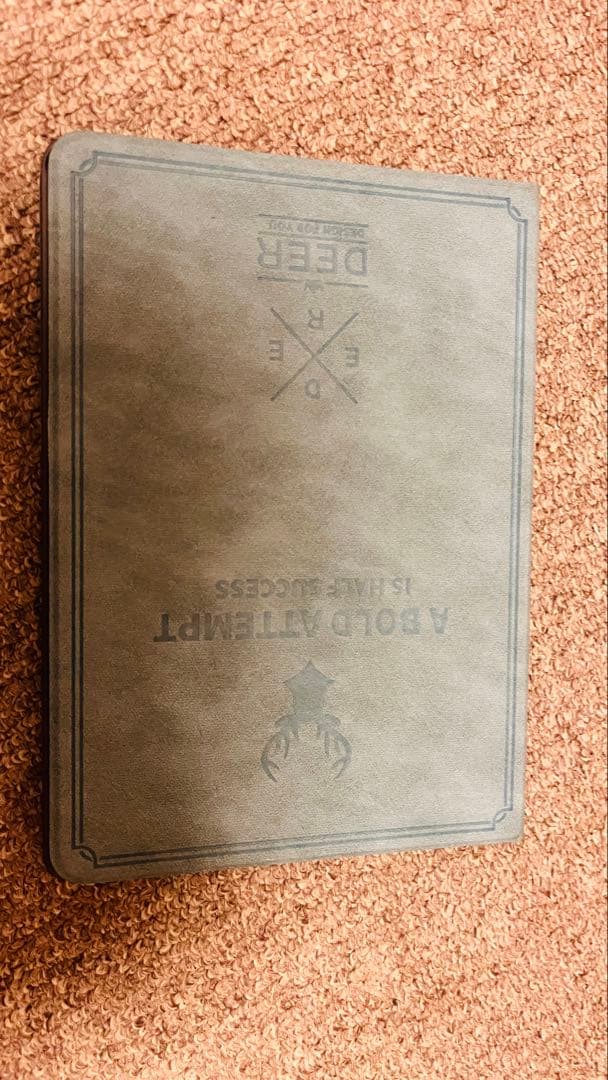 A BOLD ATTEMPT
IS HALF SUCCESS
D
E E
R
DEER
DESIGN FOR YOU